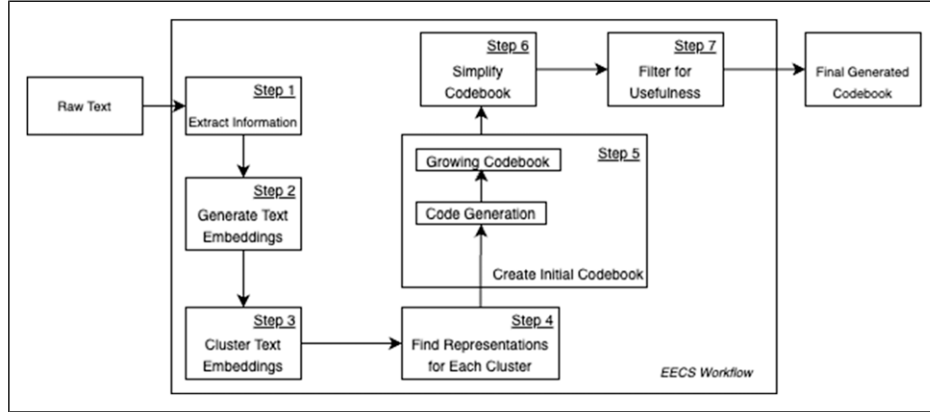 Raw Text
Step 1
Extract Information
Step 2
Generate Text
Embeddings
Step 3
Cluster Text
Embeddings
Step 4
Find Representations
for Each Cluster
Step 5
Growing Codebook
Code Generation
Create Initial Codebook
Step 6
Simplify
Codebook
Step 7
Filter for
Usefulness
Final Generated
Codebook
EECS Workflow